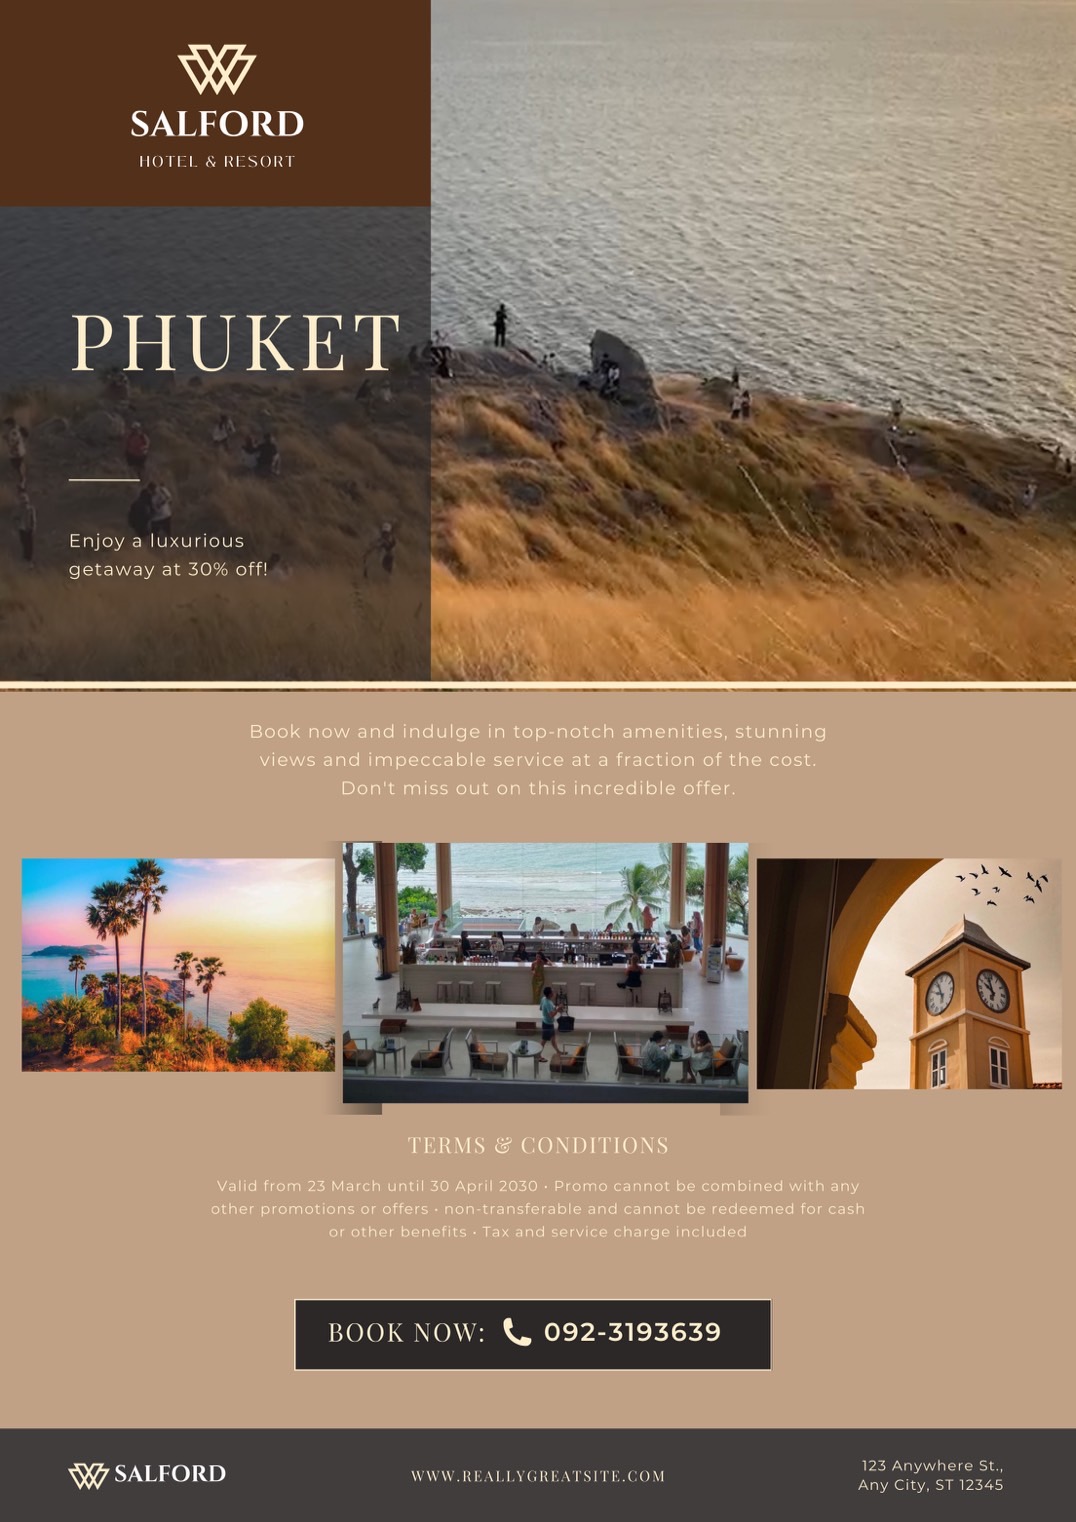 SALFORD
HOTEL & RESORT
PHUKET
Enjoy a luxurious
getaway at 30% off!
Book now and indulge in top-notch amenities, stunning
views and impeccable service at a fraction of the cost.
Don't miss out on this incredible offer.
TERMS & CONDITIONS
Valid from 23 March until 30 April 2030 • Promo cannot be combined with any
other promotions or offers • non-transferable and cannot be redeemed for cash
or other benefits • Tax and service charge included
BOOK NOW: 092-3193639
SALFORD
WWW.REALLYGREATSITE.COM
123 Anywhere St.,
Any City, ST 12345